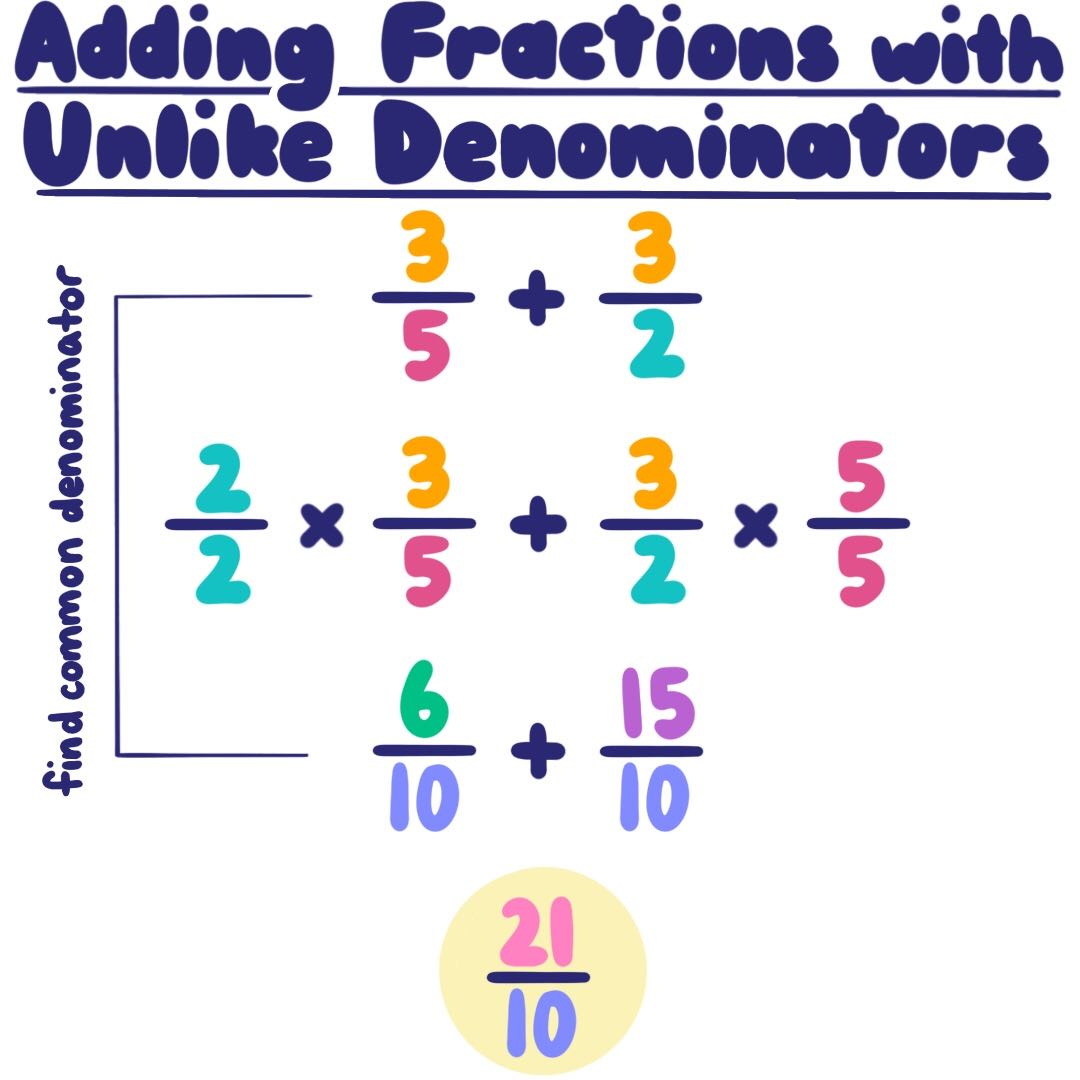 Adding Fractions with
Unlike Denominators
find common denominator
3/5 + 3/2
2/2 × 3/5 + 3/2 × 5/5
6/10 + 15/10
21/10